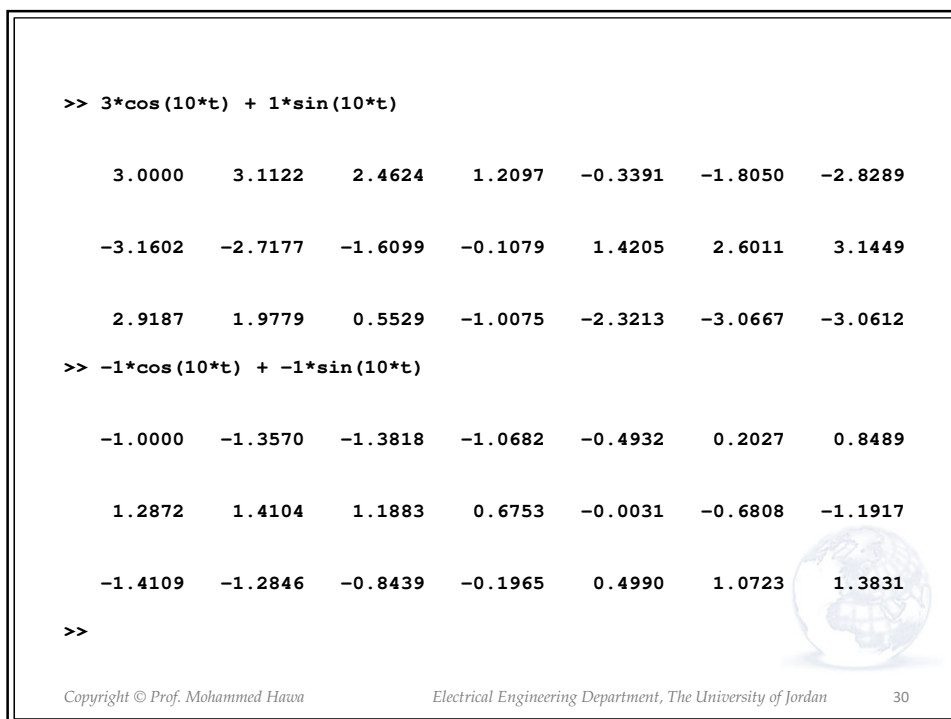 >> 3*cos(10*t) + 1*sin(10*t)
3.0000 3.1122 2.4624 1.2097 -0.3391 -1.8050 -2.8289
-3.1602 -2.7177 -1.6099 -0.1079 1.4205 2.6011 3.1449
2.9187 1.9779 0.5529 -1.0075 -2.3213 -3.0667 -3.0612
>> -1*cos(10*t) + -1*sin(10*t)
-1.0000 -1.3570 -1.3818 -1.0682 -0.4932 0.2027 0.8489
1.2872 1.4104 1.1883 0.6753 -0.0031 -0.6808 -1.1917
-1.4109 -1.2846 -0.8439 -0.1965 0.4990 1.0723 1.3831
>>
Copyright © Prof. Mohammed Hawa Electrical Engineering Department, The University of Jordan 30